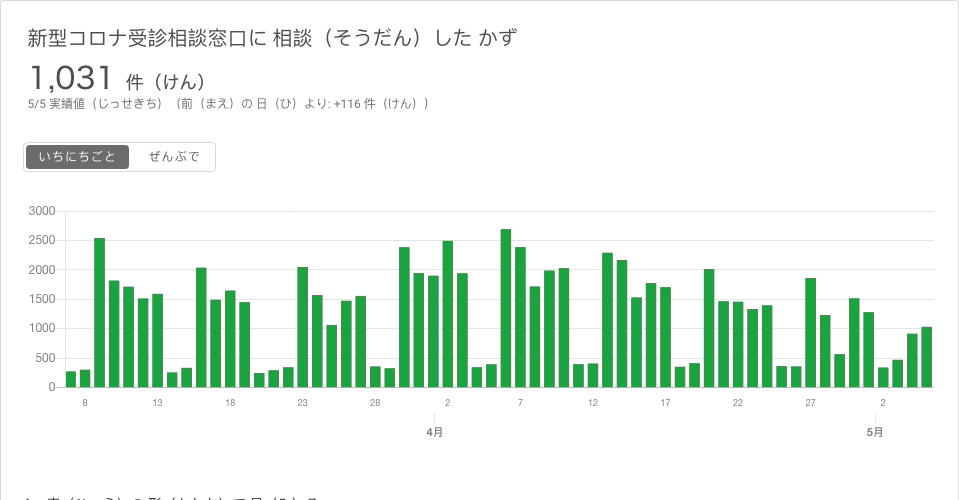 新型コロナ受診相談窓口に 相談（そうだん）した かず
1,031 件（けん）
5/5 実績値（じっせきち）（前（まえ）の 日（ひ）より: +116 件（けん））
いちにちごと ぜんぶで
3000
2500
2000
1500
1000
500
0
8 13 18 23 28 2 7 12 17 22 27 2
4月 5月